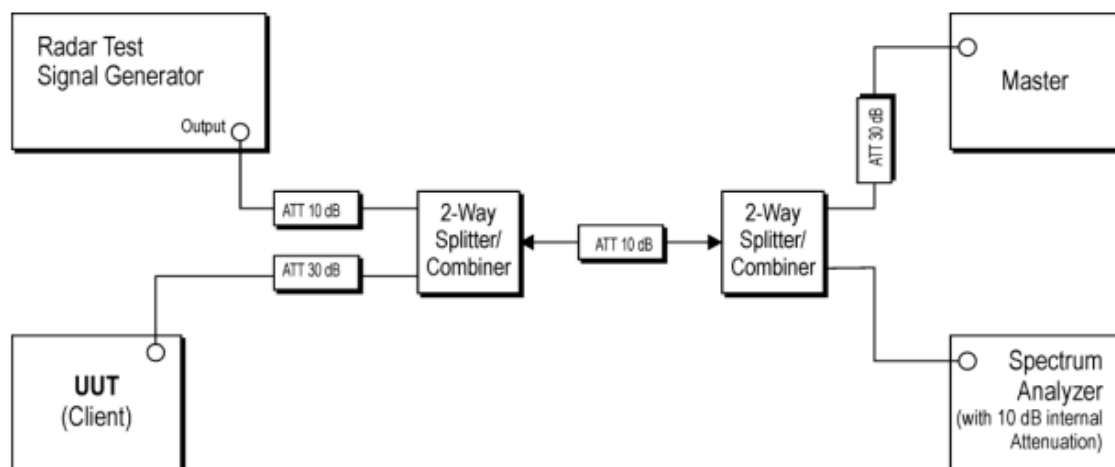 Radar Test
Signal Generator
Output
ATT 10 dB
ATT 30 dB
UUT
(Client)
2-Way
Splitter/
Combiner
ATT 10 dB
2-Way
Splitter/
Combiner
ATT 30 dB
Master
Spectrum
Analyzer
(with 10 dB internal
Attenuation)